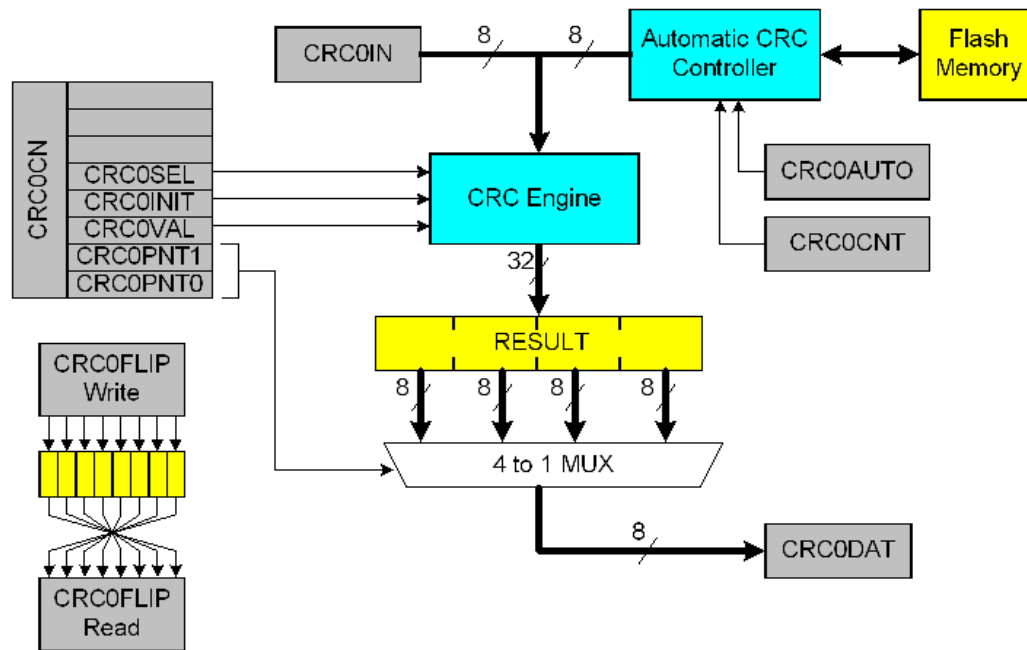 CRC0IN
8
8
Automatic CRC
Controller
Flash
Memory
CRC0CN
CRC0SEL
CRC0INIT
CRC0VAL
CRC0PNT1
CRC0PNT0
CRC Engine
CRC0AUTO
CRC0CNT
32
RESULT
8
8
8
8
4 to 1 MUX
8
CRC0DAT
CRC0FLIP
Write
CRC0FLIP
Read